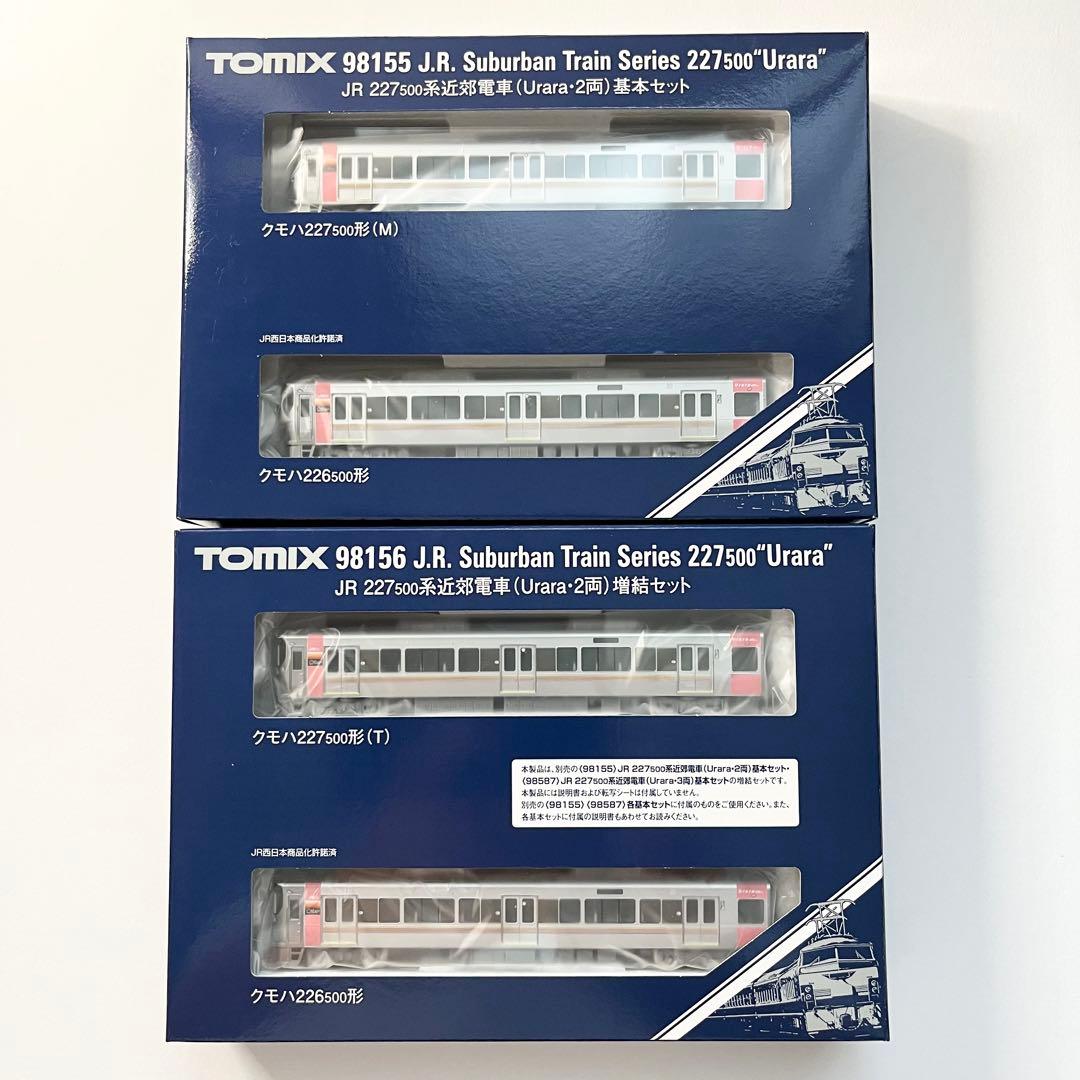 TOMIX 98155 J.R. Suburban Train Series 227500"Urara"
JR 227500系近郊電車(Urara・2両)基本セット
クモハ227500形(M)
JR西日本商品化許諾済
クモハ226500形
TOMIX 98156 J.R. Suburban Train Series 227500"Urara"
JR 227500系近郊電車(Urara・2両)増結セット
クモハ227500形(T)
本製品は、別売の〈98155〉JR 227500系近郊電車(Urara・2両)基本セット・
〈98587〉JR 227500系近郊電車(Urara・3両)基本セットの増結セットです。
本製品には説明書および転写シートは付属していません。
別売の〈98155〉〈98587〉各基本セットに付属のものをご使用ください。また、
各基本セットに付属の説明書もあわせてお読みください。
JR西日本商品化許諾済
クモハ226500形